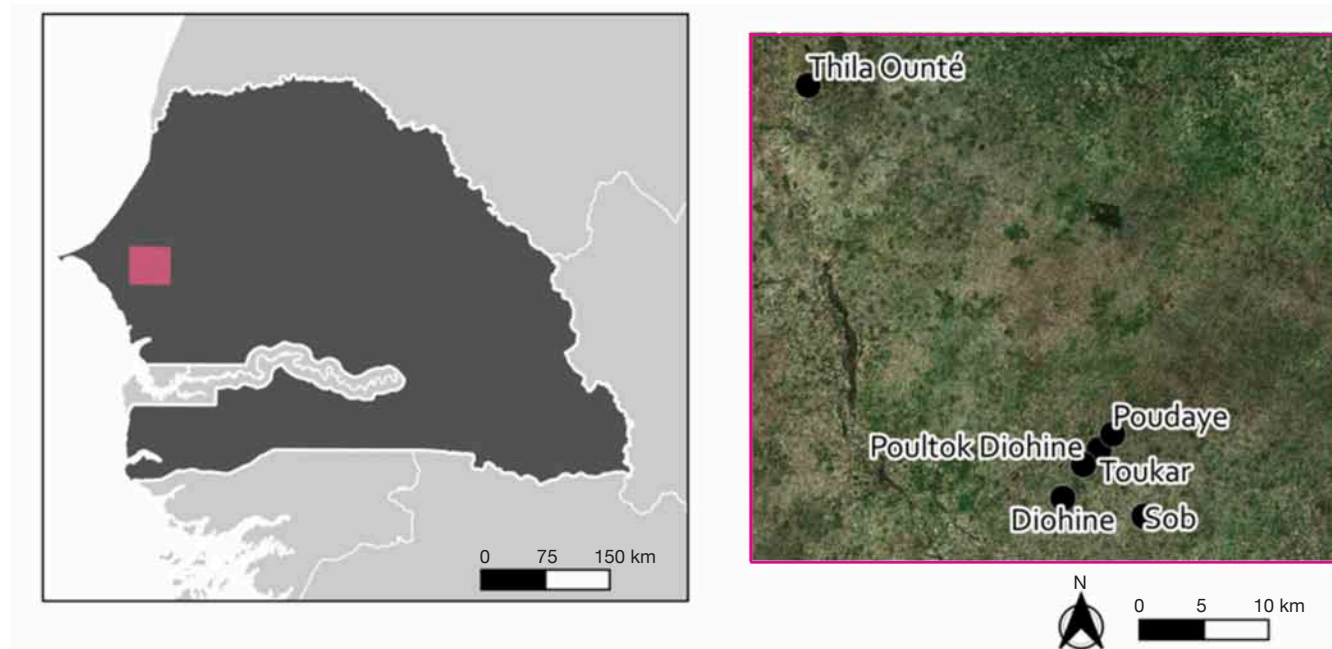 Thila Ounté
Poudaye
Poultok Diohine
Toukar
Diohine
Sob
0 75 150 km
N
0 5 10 km